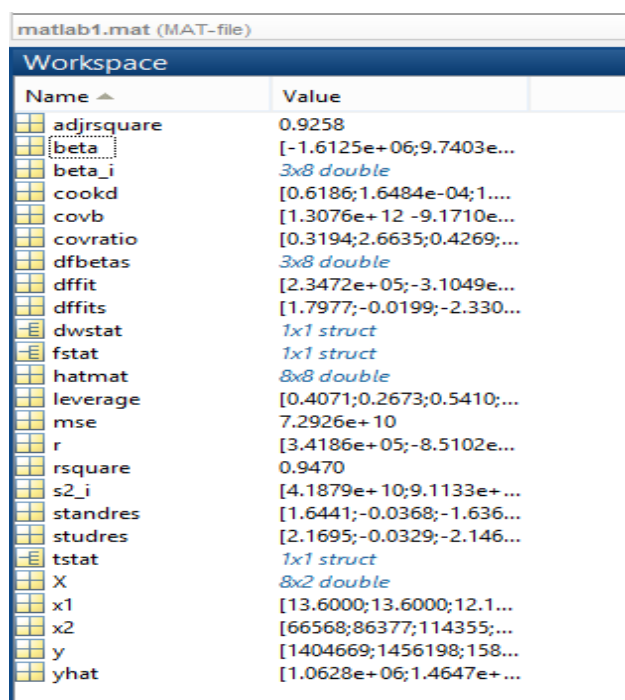 matlab1.mat (MAT-file)
Workspace
Name Value
adjrsquare 0.9258
beta [-1.6125e+06;9.7403e...
beta_i 3x8 double
cookd [0.6186;1.6484e-04;1....
covb [1.3076e+12 -9.1710e...
covratio [0.3194;2.6635;0.4269;...
dfbetas 3x8 double
dffit [2.3472e+05;-3.1049e...
dffits [1.7977;-0.0199;-2.330...
dwstat 1x1 struct
fstat 1x1 struct
hatmat 8x8 double
leverage [0.4071;0.2673;0.5410;...
mse 7.2926e+10
r [3.4186e+05;-8.5102e...
rsquare 0.9470
s2_i [4.1879e+10;9.1133e+...
standres [1.6441;-0.0368;-1.636...
studres [2.1695;-0.0329;-2.146...
tstat 1x1 struct
X 8x2 double
x1 [13.6000;13.6000;12.1...
x2 [66568;86377;114355;...
y [1404669;1456198;158...
yhat [1.0628e+06;1.4647e+...